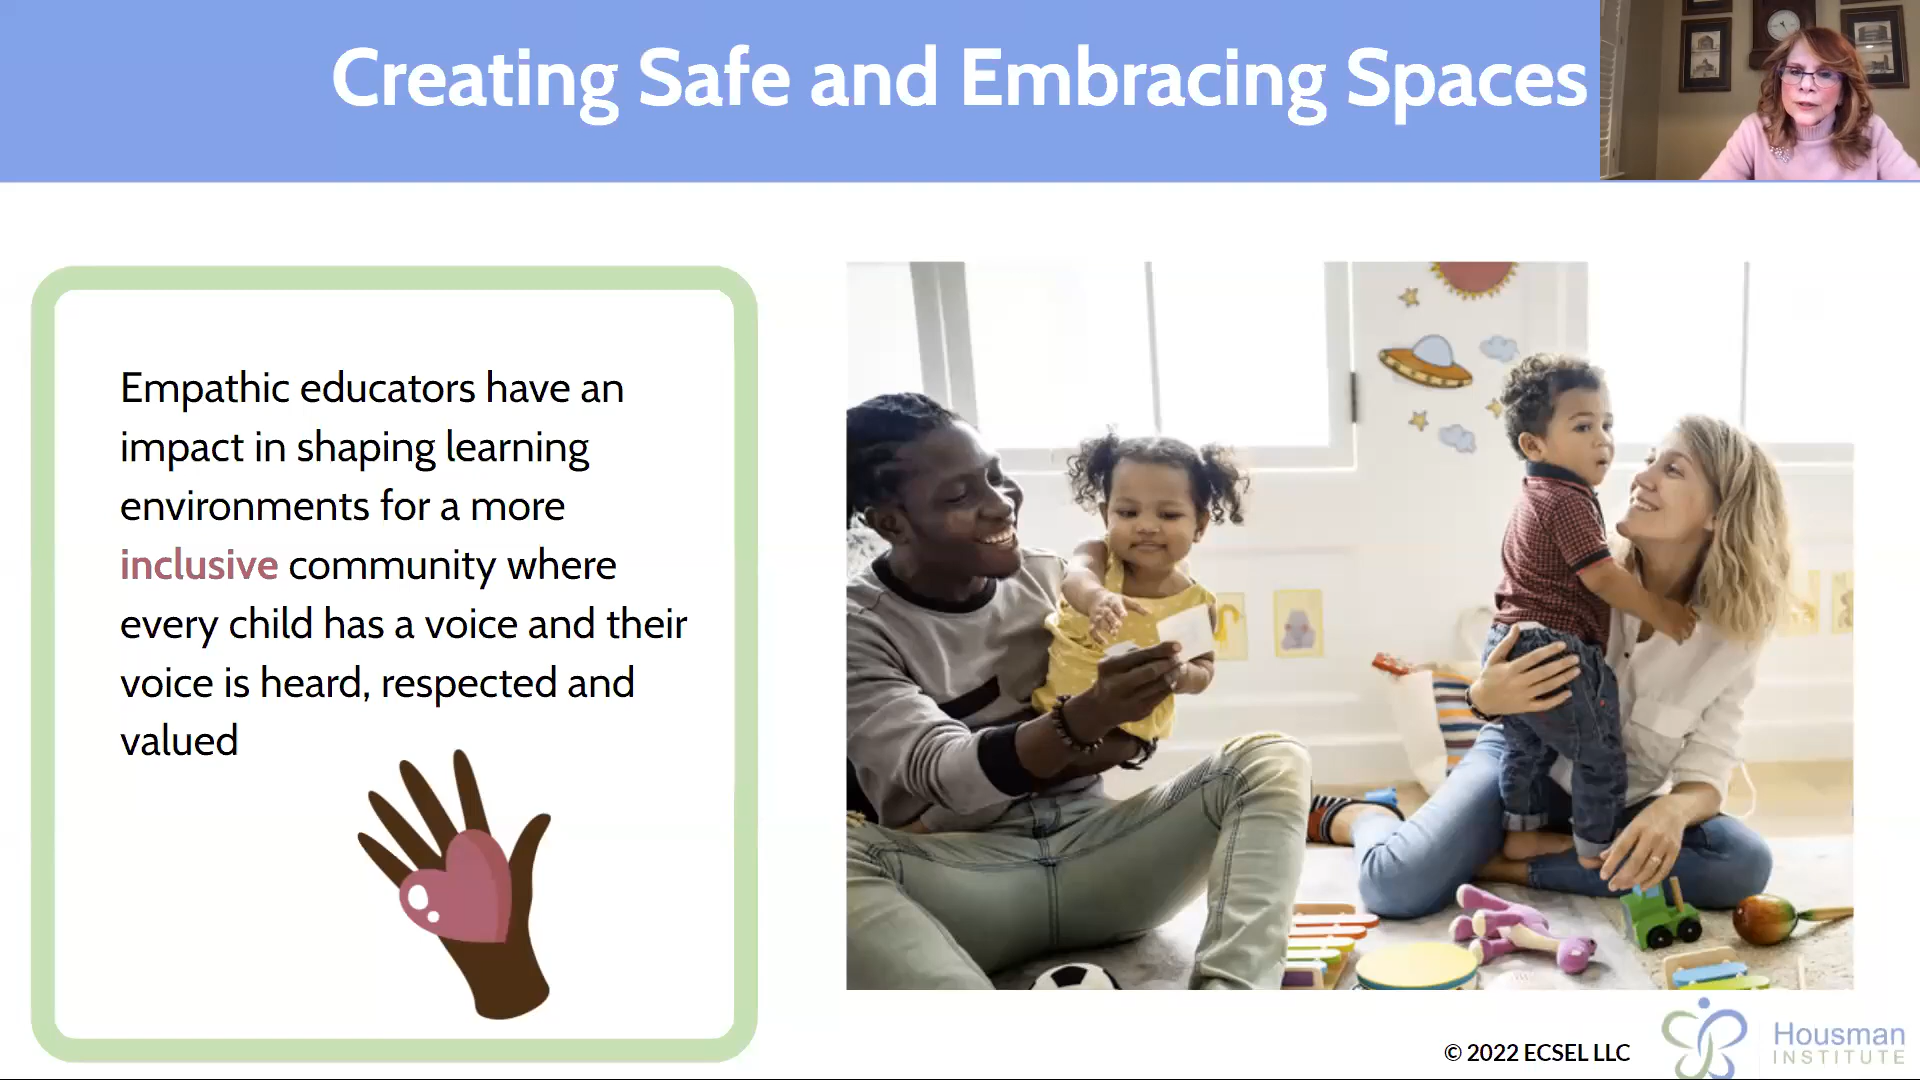 Creating Safe and Embracing Spaces
Empathic educators have an
impact in shaping learning
environments for a more
inclusive community where
every child has a voice and their
voice is heard, respected and
valued
© 2022 ECSEL LLC
Housman
INSTITUTE